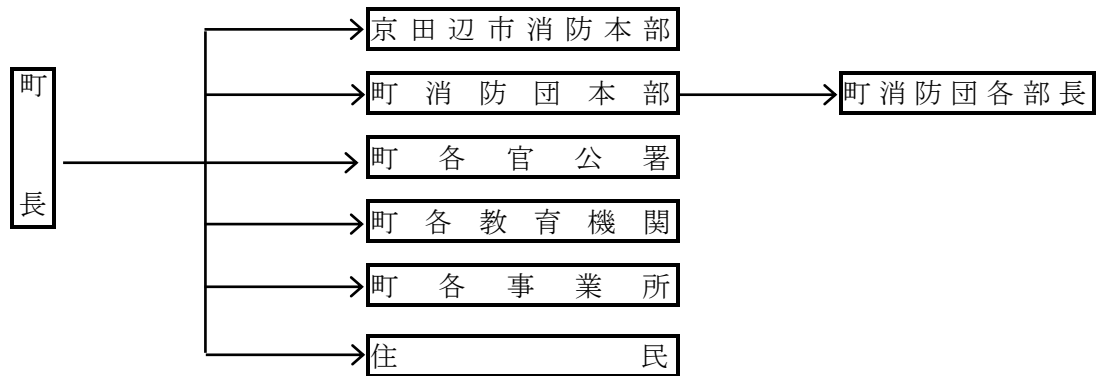 町長
京田辺市消防本部
町消防団本部
町消防団各部長
町各官公署
町各教育機関
町各事業所
住民